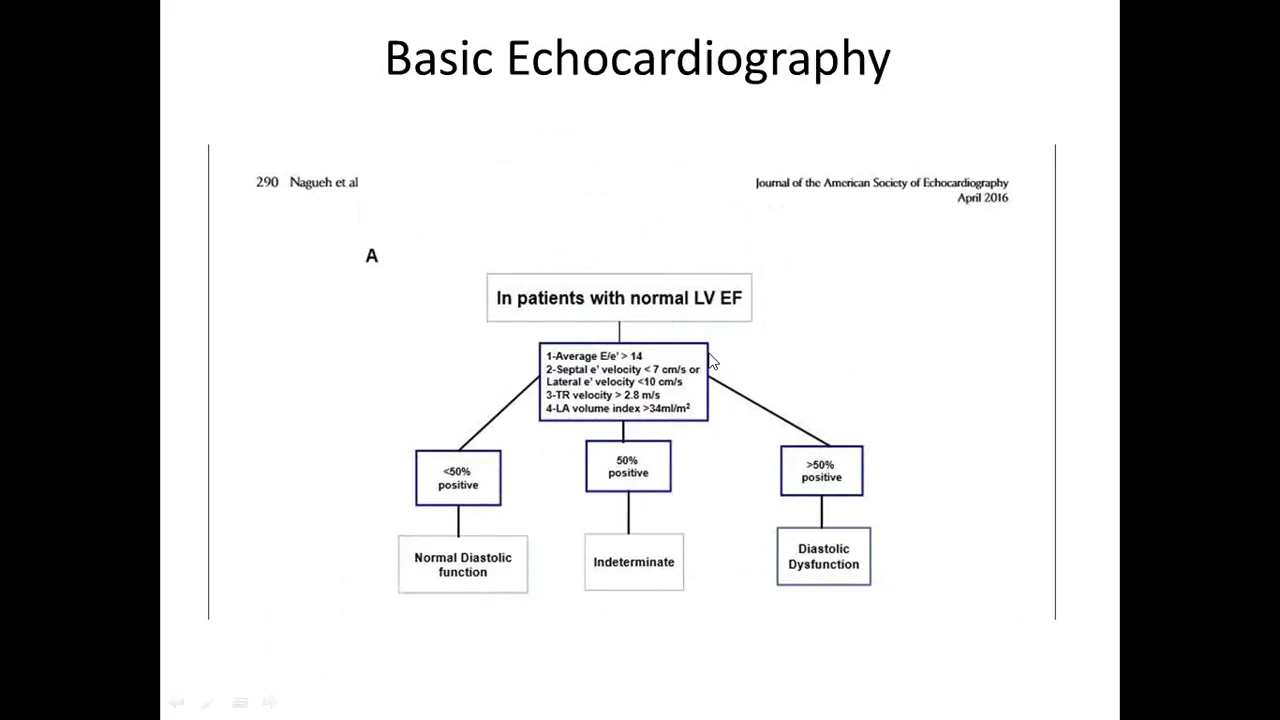 Basic Echocardiography
290 Nagueh et al
Journal of the American Society of Echocardiography
April 2016
A
In patients with normal LV EF
1-Average E/e' > 14
2-Septal e' velocity < 7 cm/s or
Lateral e' velocity <10 cm/s
3-TR velocity > 2.8 m/s
4-LA volume index >34ml/m²
<50%
positive
50%
positive
>50%
positive
Normal Diastolic
function
Indeterminate
Diastolic
Dysfunction